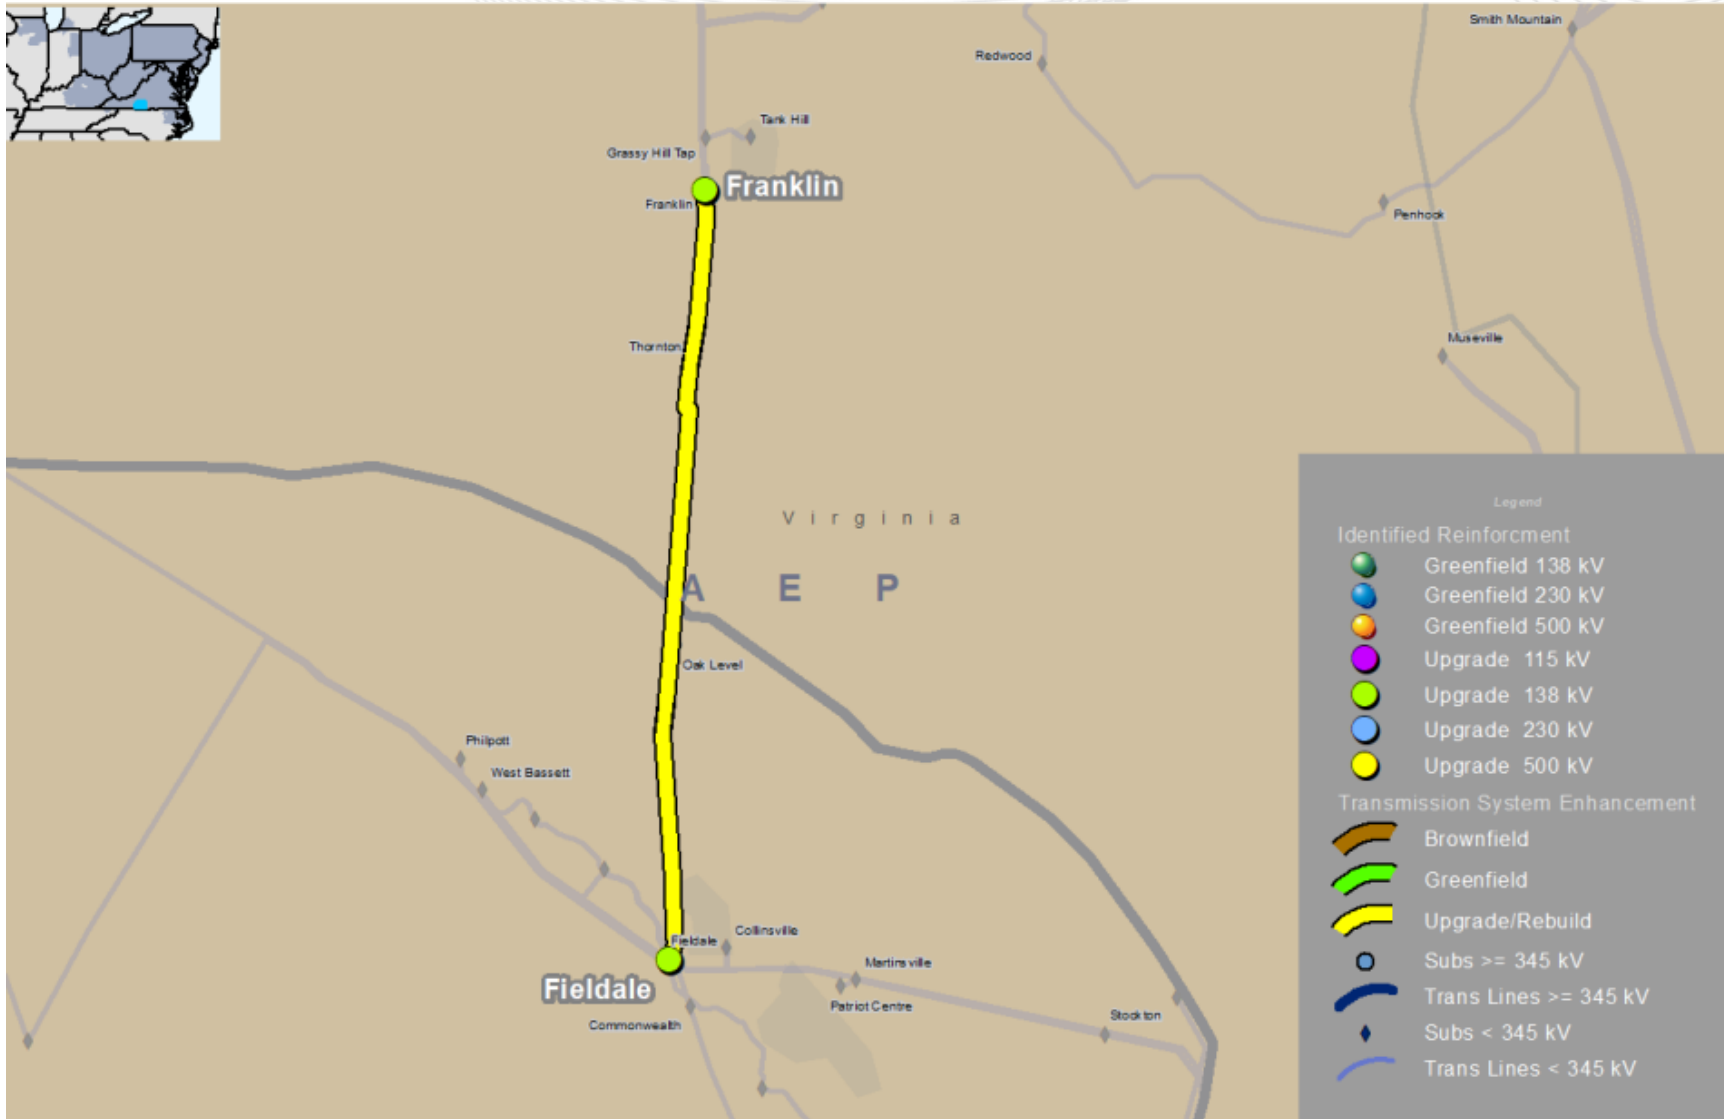 Smith Mountain
Redwood
Tank Hill
Grassy Hill Tap
Franklin
Franklin
Penhook
Thornton
Museville
Virginia
AEP
Oak Level
Philpott
West Bassett
Collinsville
Fieldale
Martinsville
Fieldale
Patriot Centre
Commonwealth
Stockton
Legend
Identified Reinforcment
Greenfield 138 kV
Greenfield 230 kV
Greenfield 500 kV
Upgrade 115 kV
Upgrade 138 kV
Upgrade 230 kV
Upgrade 500 kV
Transmission System Enhancement
Brownfield
Greenfield
Upgrade/Rebuild
Subs >= 345 kV
Trans Lines >= 345 kV
Subs < 345 kV
Trans Lines < 345 kV